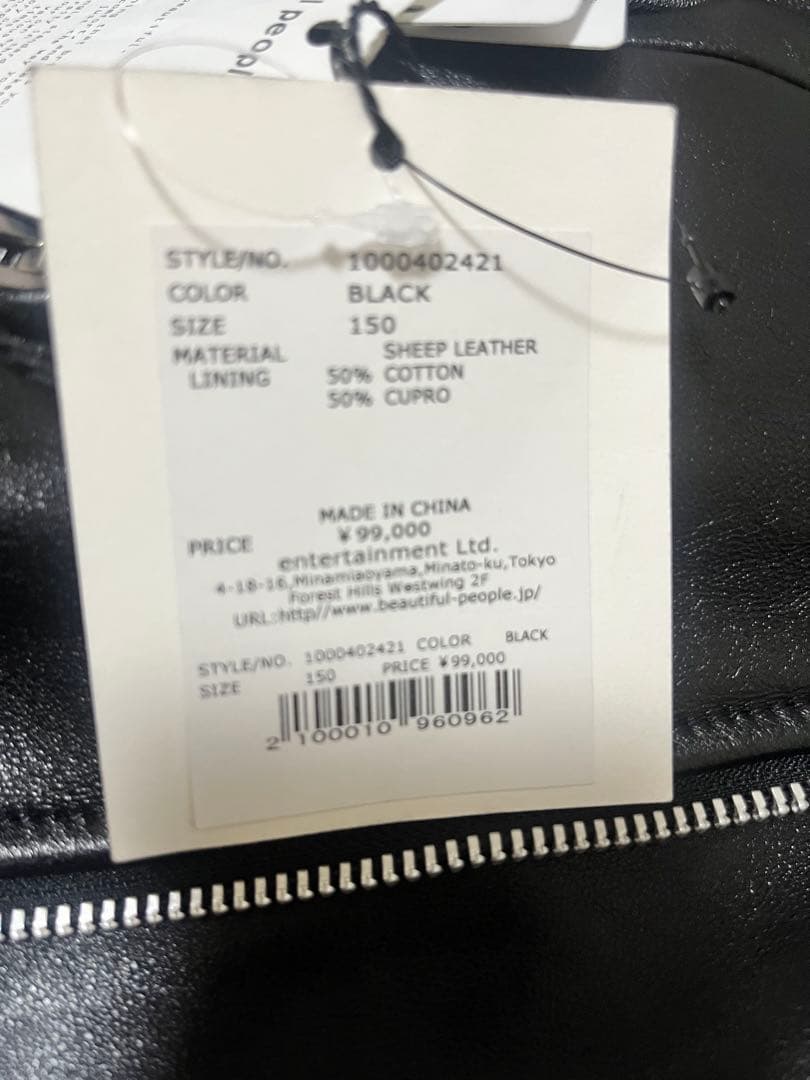 l peopl
STYLE/NO. 1000402421
COLOR BLACK
SIZE 150
MATERIAL SHEEP LEATHER
LINING 50% COTTON
50% CUPRO
MADE IN CHINA
PRICE ¥99,000
entertainment Ltd.
4-18-16,Minamiaoyama,Minato-ku,Tokyo
Forest Hills Westwing 2F
URL:http//www.beautiful-people.jp/
STYLE/NO. 1000402421 COLOR BLACK
SIZE 150 PRICE ¥99,000
2 100010 960962